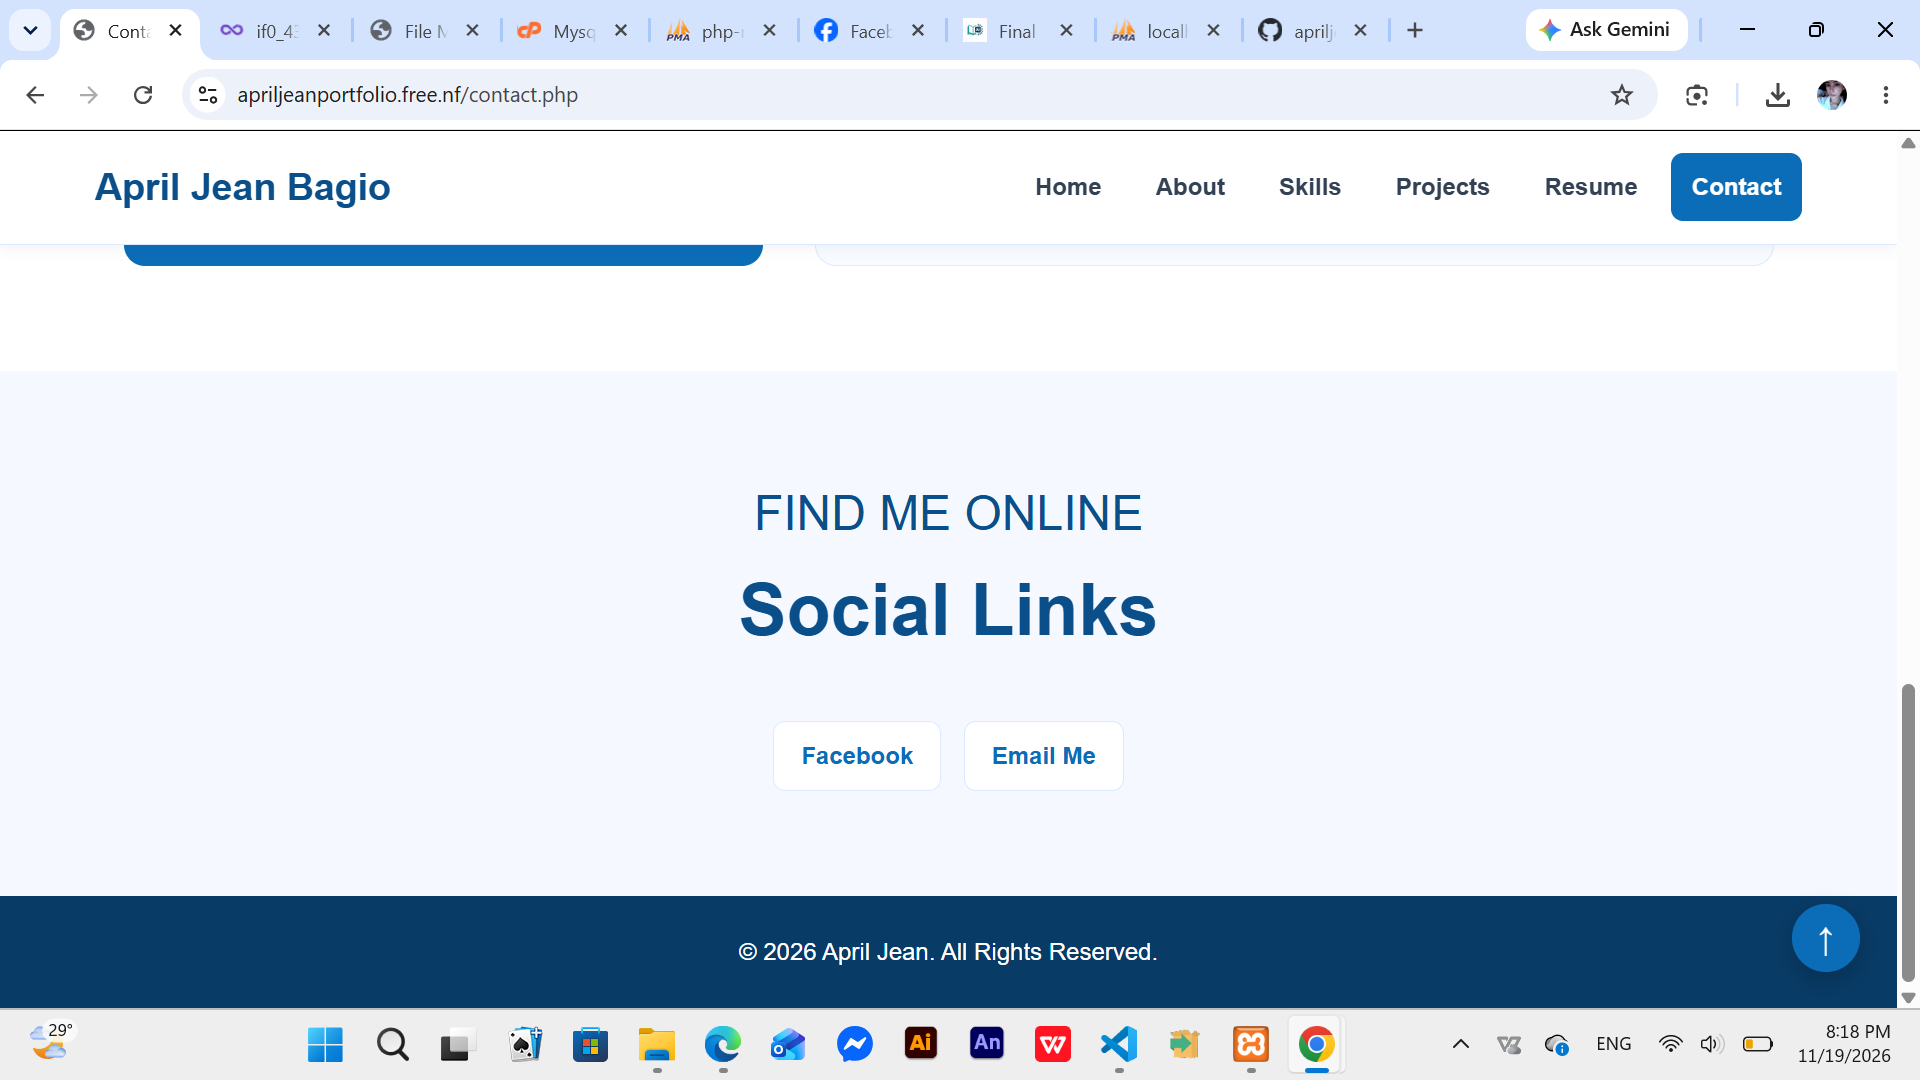 Conta
if0_43
File M
Mysq
php-
Faceb
Final
locall
aprilj
Ask Gemini
apriljeanportfolio.free.nf/contact.php
April Jean Bagio
Home
About
Skills
Projects
Resume
Contact
FIND ME ONLINE
Social Links
Facebook
Email Me
© 2026 April Jean. All Rights Reserved.
↑
29°
ENG
8:18 PM
11/19/2026